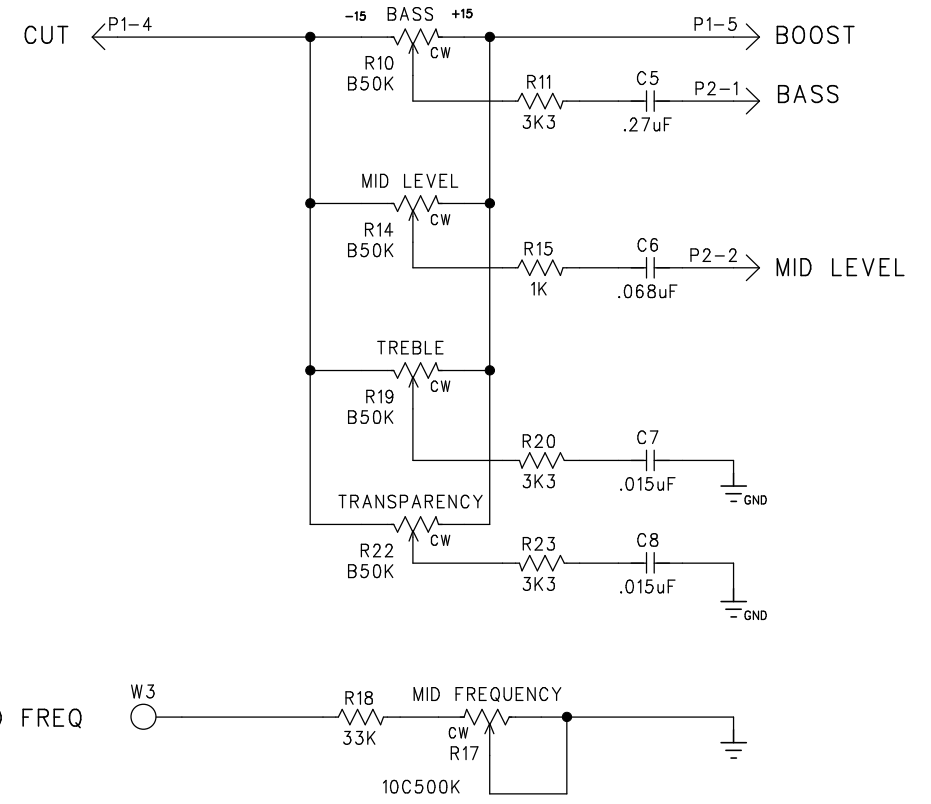 -15 BASS +15
CUT P1-4 P1-5 BOOST
CW
R10
B50K
R11
3K3
C5
.27uF
P2-1 BASS
MID LEVEL
CW
R14
B50K
R15
1K
C6
.068uF
P2-2 MID LEVEL
TREBLE
CW
R19
B50K
R20
3K3
C7
.015uF
GND
TRANSPARENCY
CW
R22
B50K
R23
3K3
C8
.015uF
GND
FREQ
W3
R18
33K
MID FREQUENCY
CW
R17
10C500K